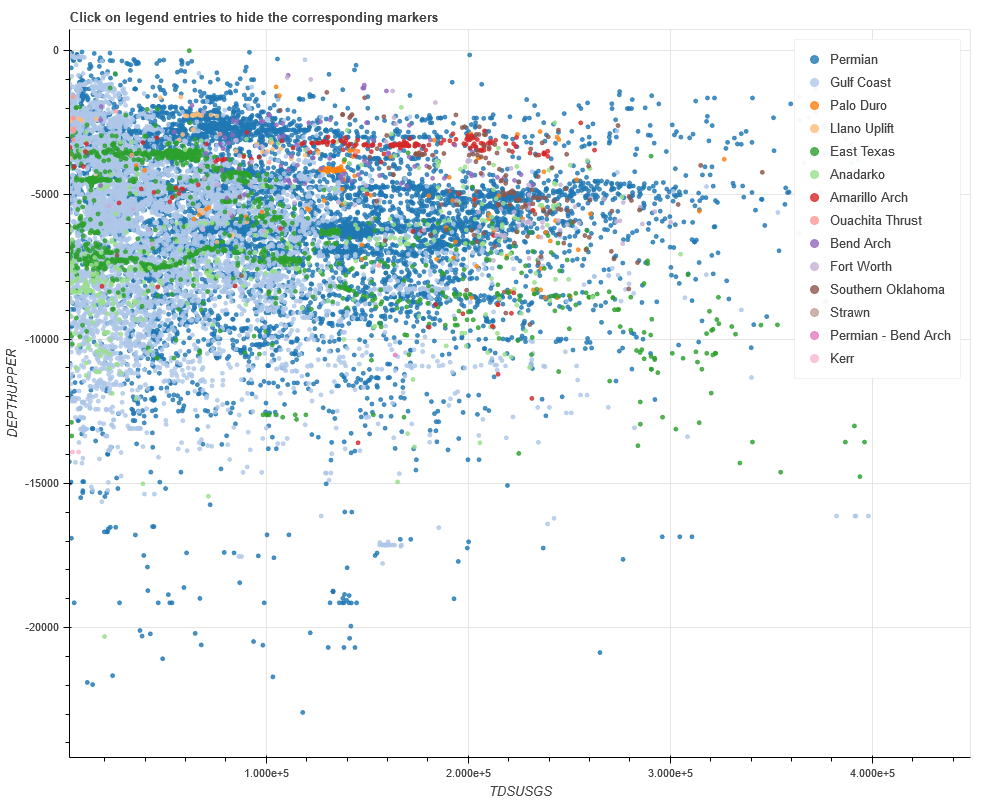 Click on legend entries to hide the corresponding markers
0
-5000
-10000
-15000
-20000
DEPTHUPPER
1.000e+5
2.000e+5
3.000e+5
4.000e+5
TDSUSGS
Permian
Gulf Coast
Palo Duro
Llano Uplift
East Texas
Anadarko
Amarillo Arch
Ouachita Thrust
Bend Arch
Fort Worth
Southern Oklahoma
Strawn
Permian - Bend Arch
Kerr